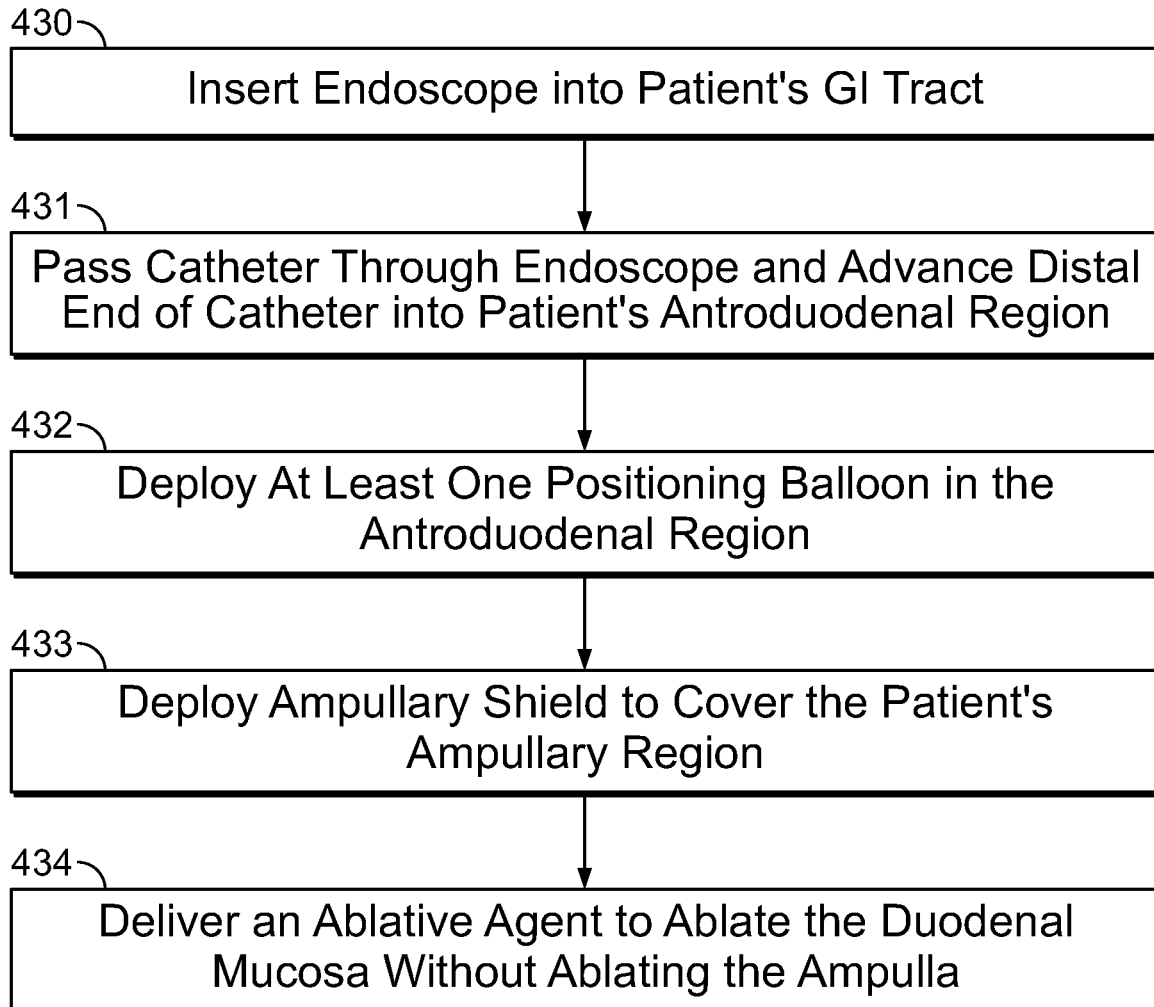 430
Insert Endoscope into Patient's GI Tract
431
Pass Catheter Through Endoscope and Advance Distal
End of Catheter into Patient's Antroduodenal Region
432
Deploy At Least One Positioning Balloon in the
Antroduodenal Region
433
Deploy Ampullary Shield to Cover the Patient's
Ampullary Region
434
Deliver an Ablative Agent to Ablate the Duodenal
Mucosa Without Ablating the Ampulla